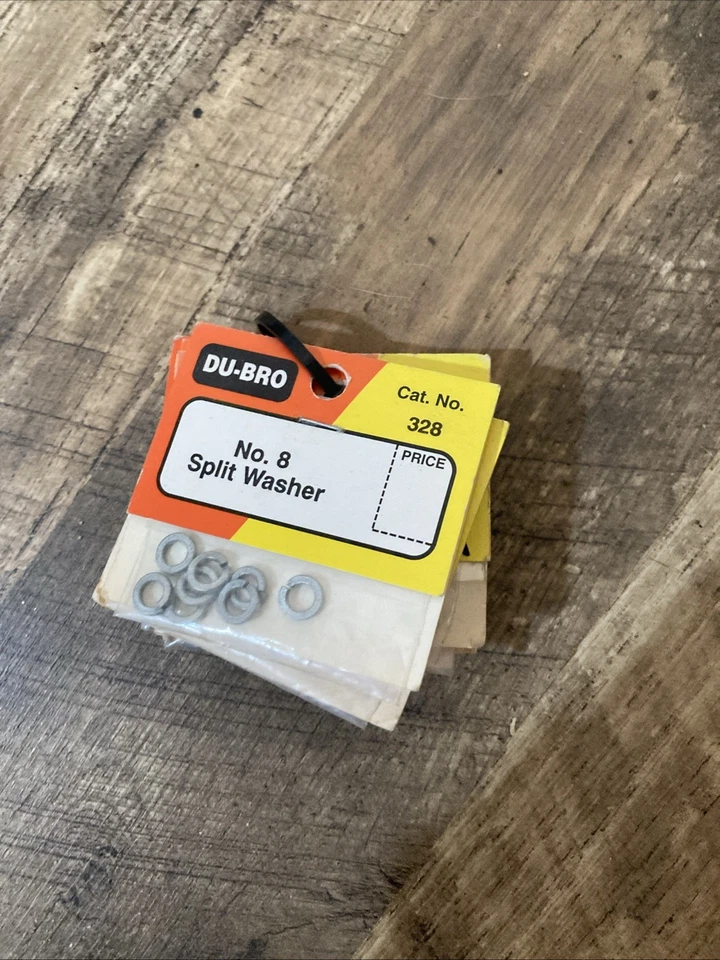 DU-BRO
Cat. No.
328
No. 8
Split Washer
PRICE